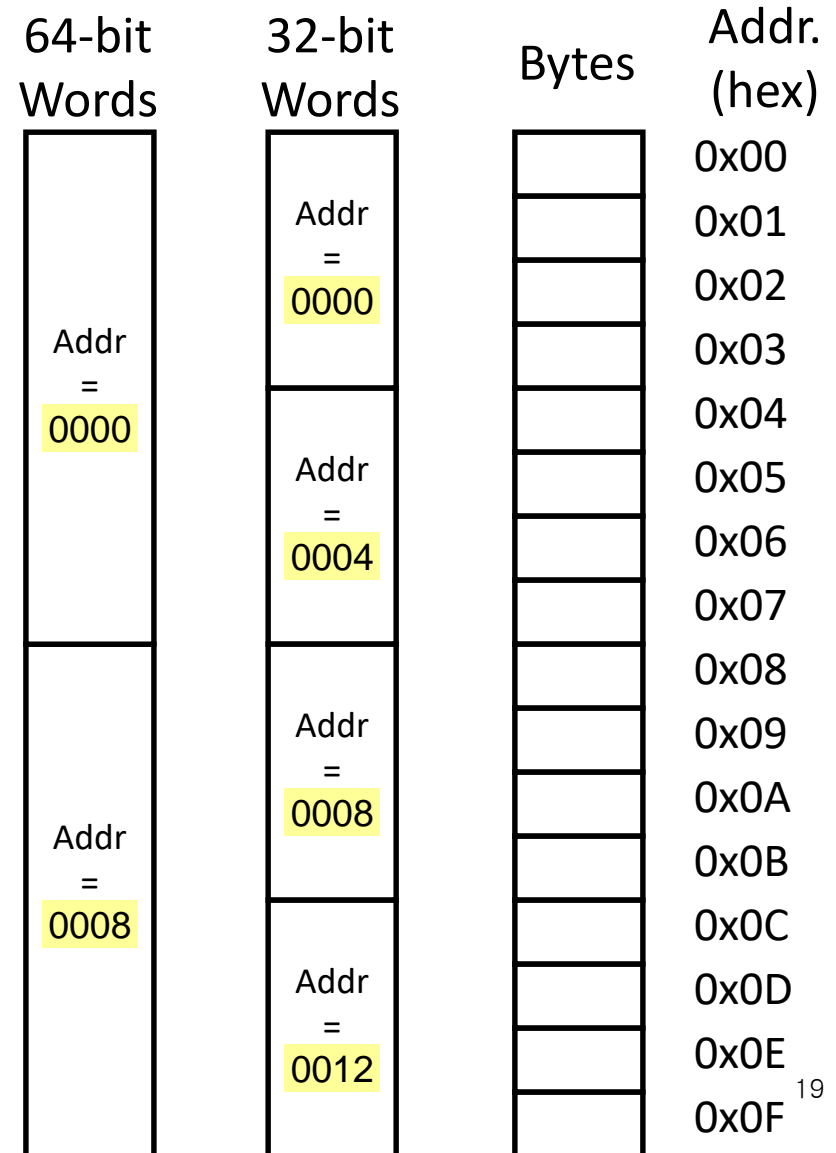 64-bit
Words
32-bit
Words
Bytes
Addr.
(hex)
Addr
=
0000
Addr
=
0008
Addr
=
0000
Addr
=
0004
Addr
=
0008
Addr
=
0012
0x00
0x01
0x02
0x03
0x04
0x05
0x06
0x07
0x08
0x09
0x0A
0x0B
0x0C
0x0D
0x0E
0x0F
19